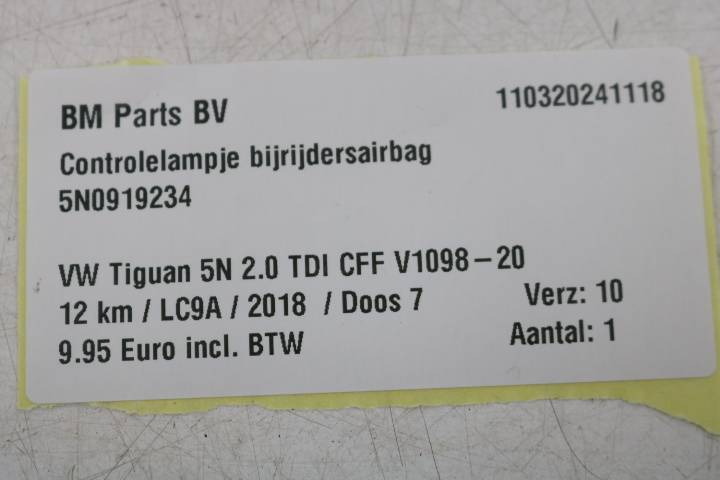 BM Parts BV 110320241118
Controlelampje bijrijdersairbag
5N0919234
VW Tiguan 5N 2.0 TDI CFF V1098-20
12 km / LC9A / 2018 / Doos 7 Verz: 10
9.95 Euro incl. BTW Aantal: 1